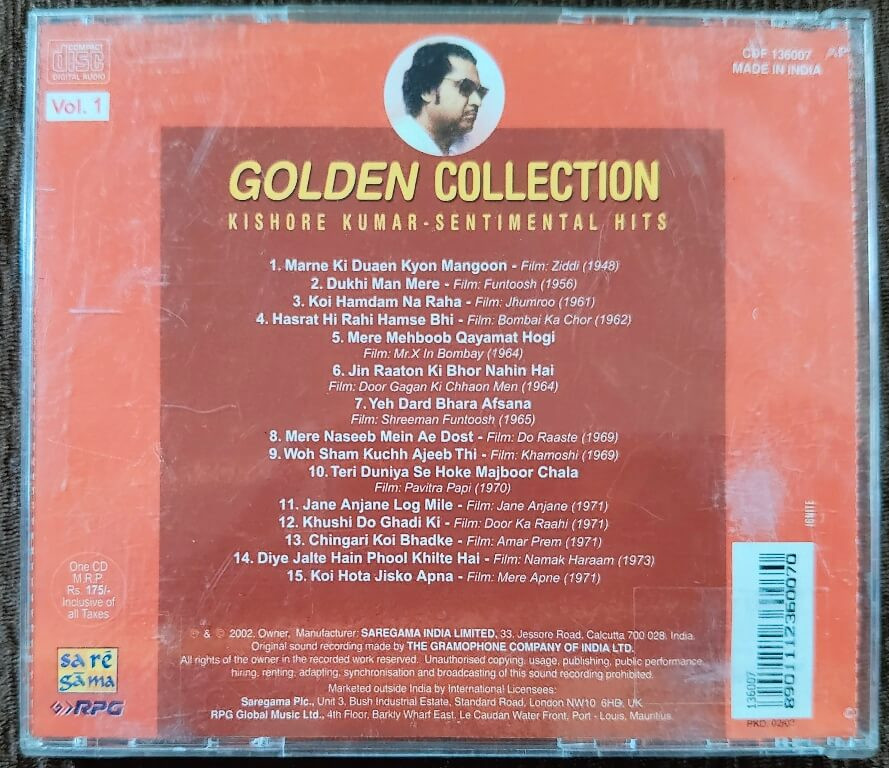 COMPACT
disc
DIGITAL AUDIO
Vol. 1
CDF 136007
MADE IN INDIA
GOLDEN COLLECTION
KISHORE KUMAR-SENTIMENTAL HITS
1. Marne Ki Duaen Kyon Mangoon - Film: Ziddi (1948)
2. Dukhi Man Mere - Film: Funtoosh (1956)
3. Koi Hamdam Na Raha - Film: Jhumroo (1961)
4. Hasrat Hi Rahi Hamse Bhi - Film: Bombai Ka Chor (1962)
5. Mere Mehboob Qayamat Hogi
Film: Mr.X In Bombay (1964)
6. Jin Raaton Ki Bhor Nahin Hai
Film: Door Gagan Ki Chhaon Men (1964)
7. Yeh Dard Bhara Afsana
Film: Shreeman Funtoosh (1965)
8. Mere Naseeb Mein Ae Dost - Film: Do Raaste (1969)
9. Woh Sham Kuchh Ajeeb Thi - Film: Khamoshi (1969)
10. Teri Duniya Se Hoke Majboor Chala
Film: Pavitra Papi (1970)
11. Jane Anjane Log Mile - Film: Jane Anjane (1971)
12. Khushi Do Ghadi Ki - Film: Door Ka Raahi (1971)
13. Chingari Koi Bhadke - Film: Amar Prem (1971)
14. Diye Jalte Hain Phool Khilte Hai - Film: Namak Haraam (1973)
15. Koi Hota Jisko Apna - Film: Mere Apne (1971)
IGNITE
One CD
M.R.P.
Rs. 175/-
Inclusive of
all Taxes
℗ & © 2002. Owner, Manufacturer: SAREGAMA INDIA LIMITED, 33, Jessore Road, Calcutta 700 028, India.
Original sound recording made by THE GRAMOPHONE COMPANY OF INDIA LTD.
All rights of the owner in the recorded work reserved. Unauthorised copying, usage, publishing, public performance,
hiring, renting, adapting, synchronisation and broadcasting of this sound recording prohibited.
Marketed outside India by International Licensees:
Saregama Plc., Unit 3, Bush Industrial Estate, Standard Road, London NW10 6HD. UK
RPG Global Music Ltd., 4th Floor, Barkly Wharf East, Le Caudan Water Front, Port - Louis, Mauritius.
sa rē
gā ma
RPG
136007
8901112360070